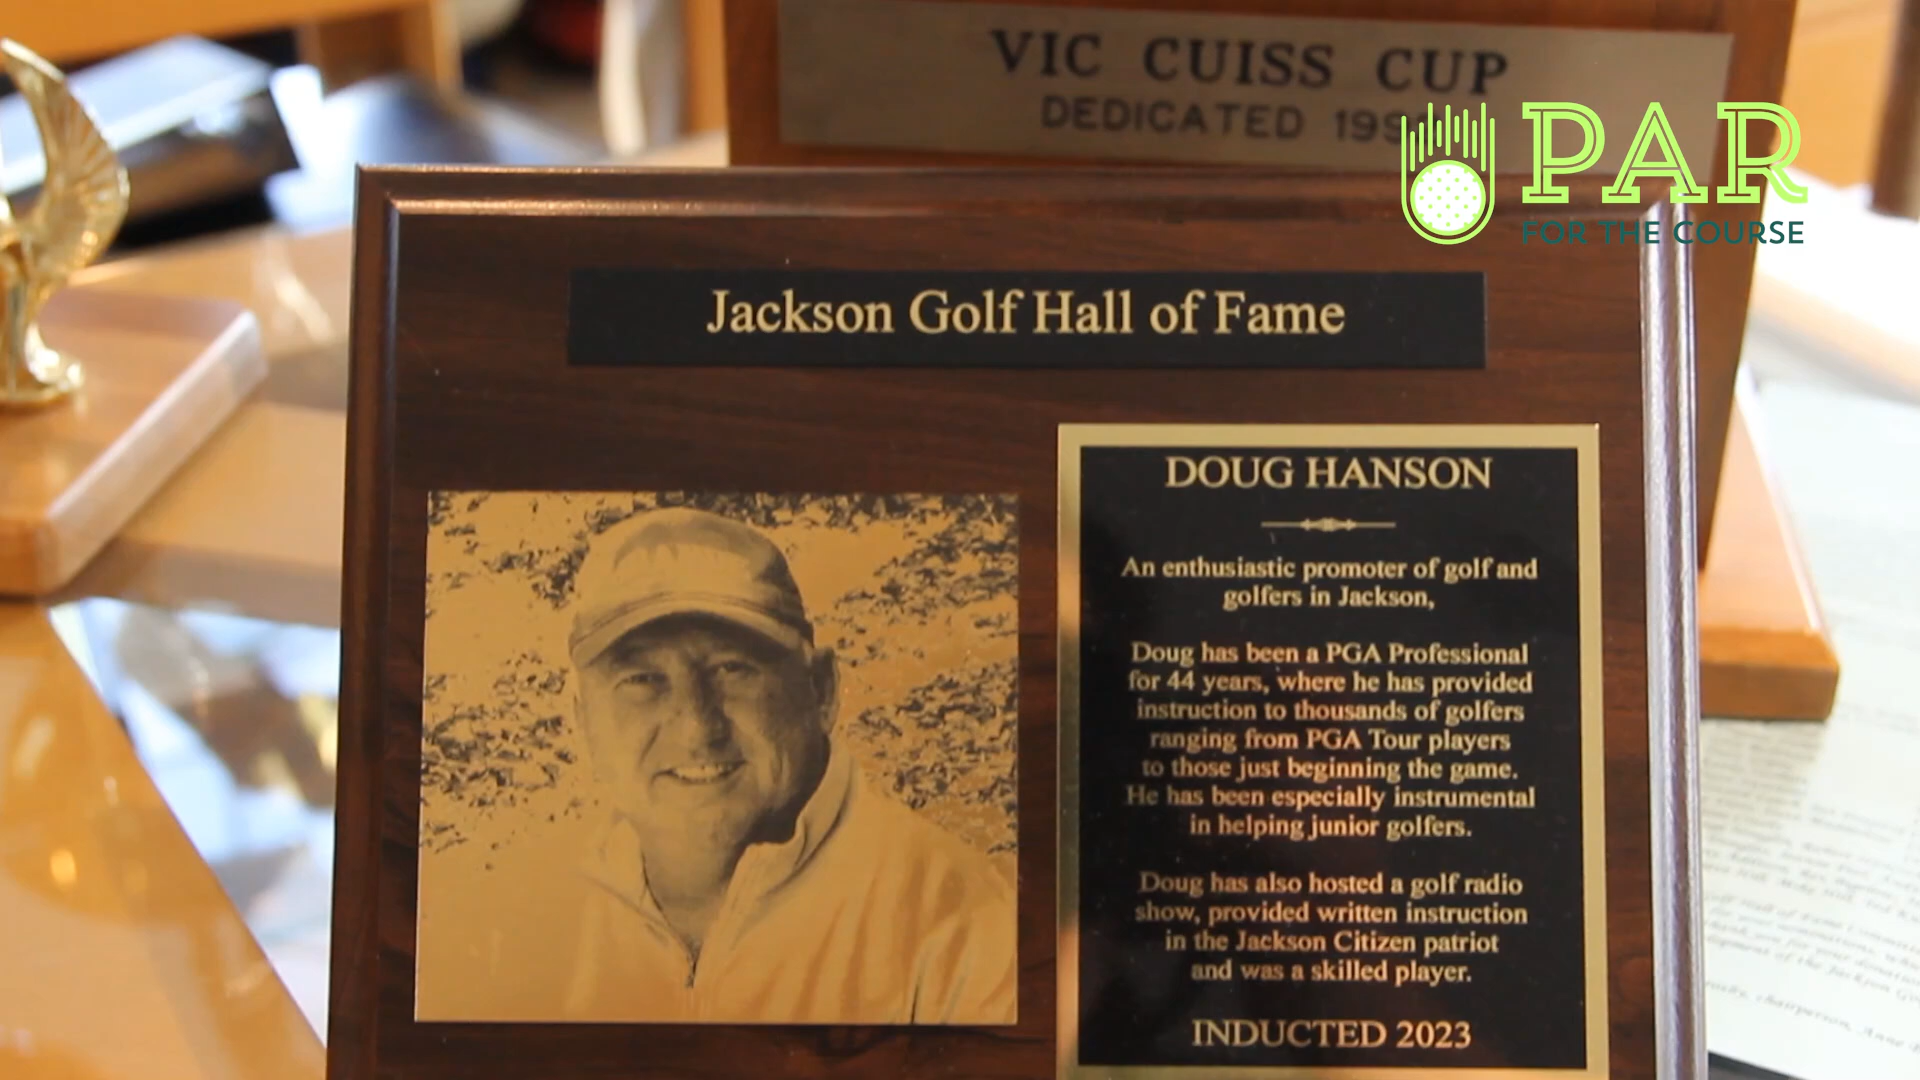 VIC CUISS CUP
DEDICATED
PAR
FOR THE COURSE
Jackson Golf Hall of Fame
DOUG HANSON
An enthusiastic promoter of golf and
golfers in Jackson,
Doug has been a PGA Professional
for 44 years, where he has provided
instruction to thousands of golfers
ranging from PGA Tour players
to those just beginning the game.
He has been especially instrumental
in helping junior golfers.
Doug has also hosted a golf radio
show, provided written instruction
in the Jackson Citizen patriot
and was a skilled player.
INDUCTED 2023